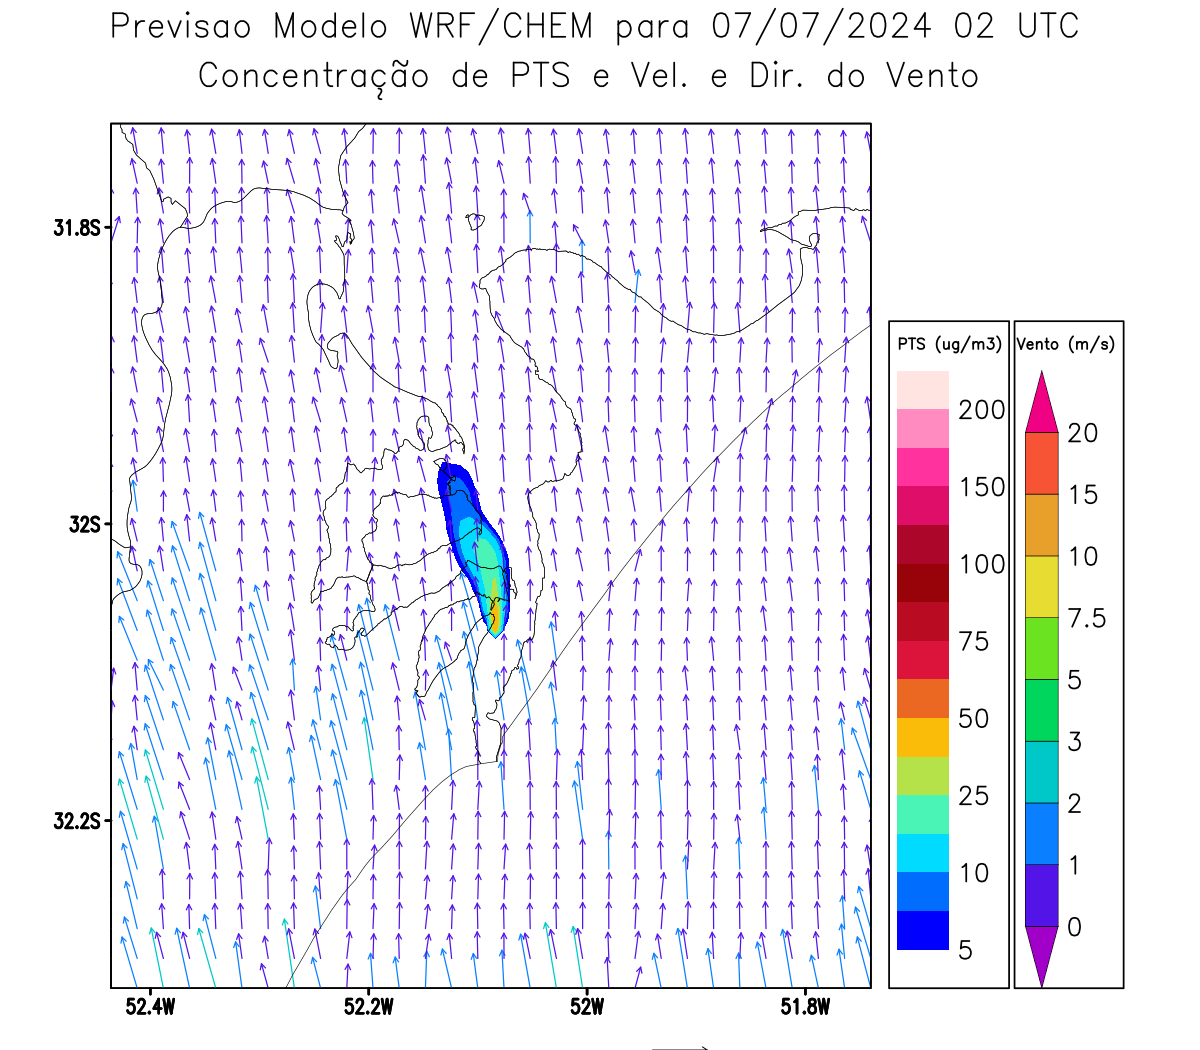 Previsao Modelo WRF/CHEM para 07/07/2024 02 UTC
Concentração de PTS e Vel. e Dir. do Vento
31.8S
32S
32.2S
52.4W
52.2W
52W
51.8W
PTS (ug/m3)
200
150
100
75
50
25
10
5
Vento (m/s)
20
15
10
7.5
5
3
2
1
0